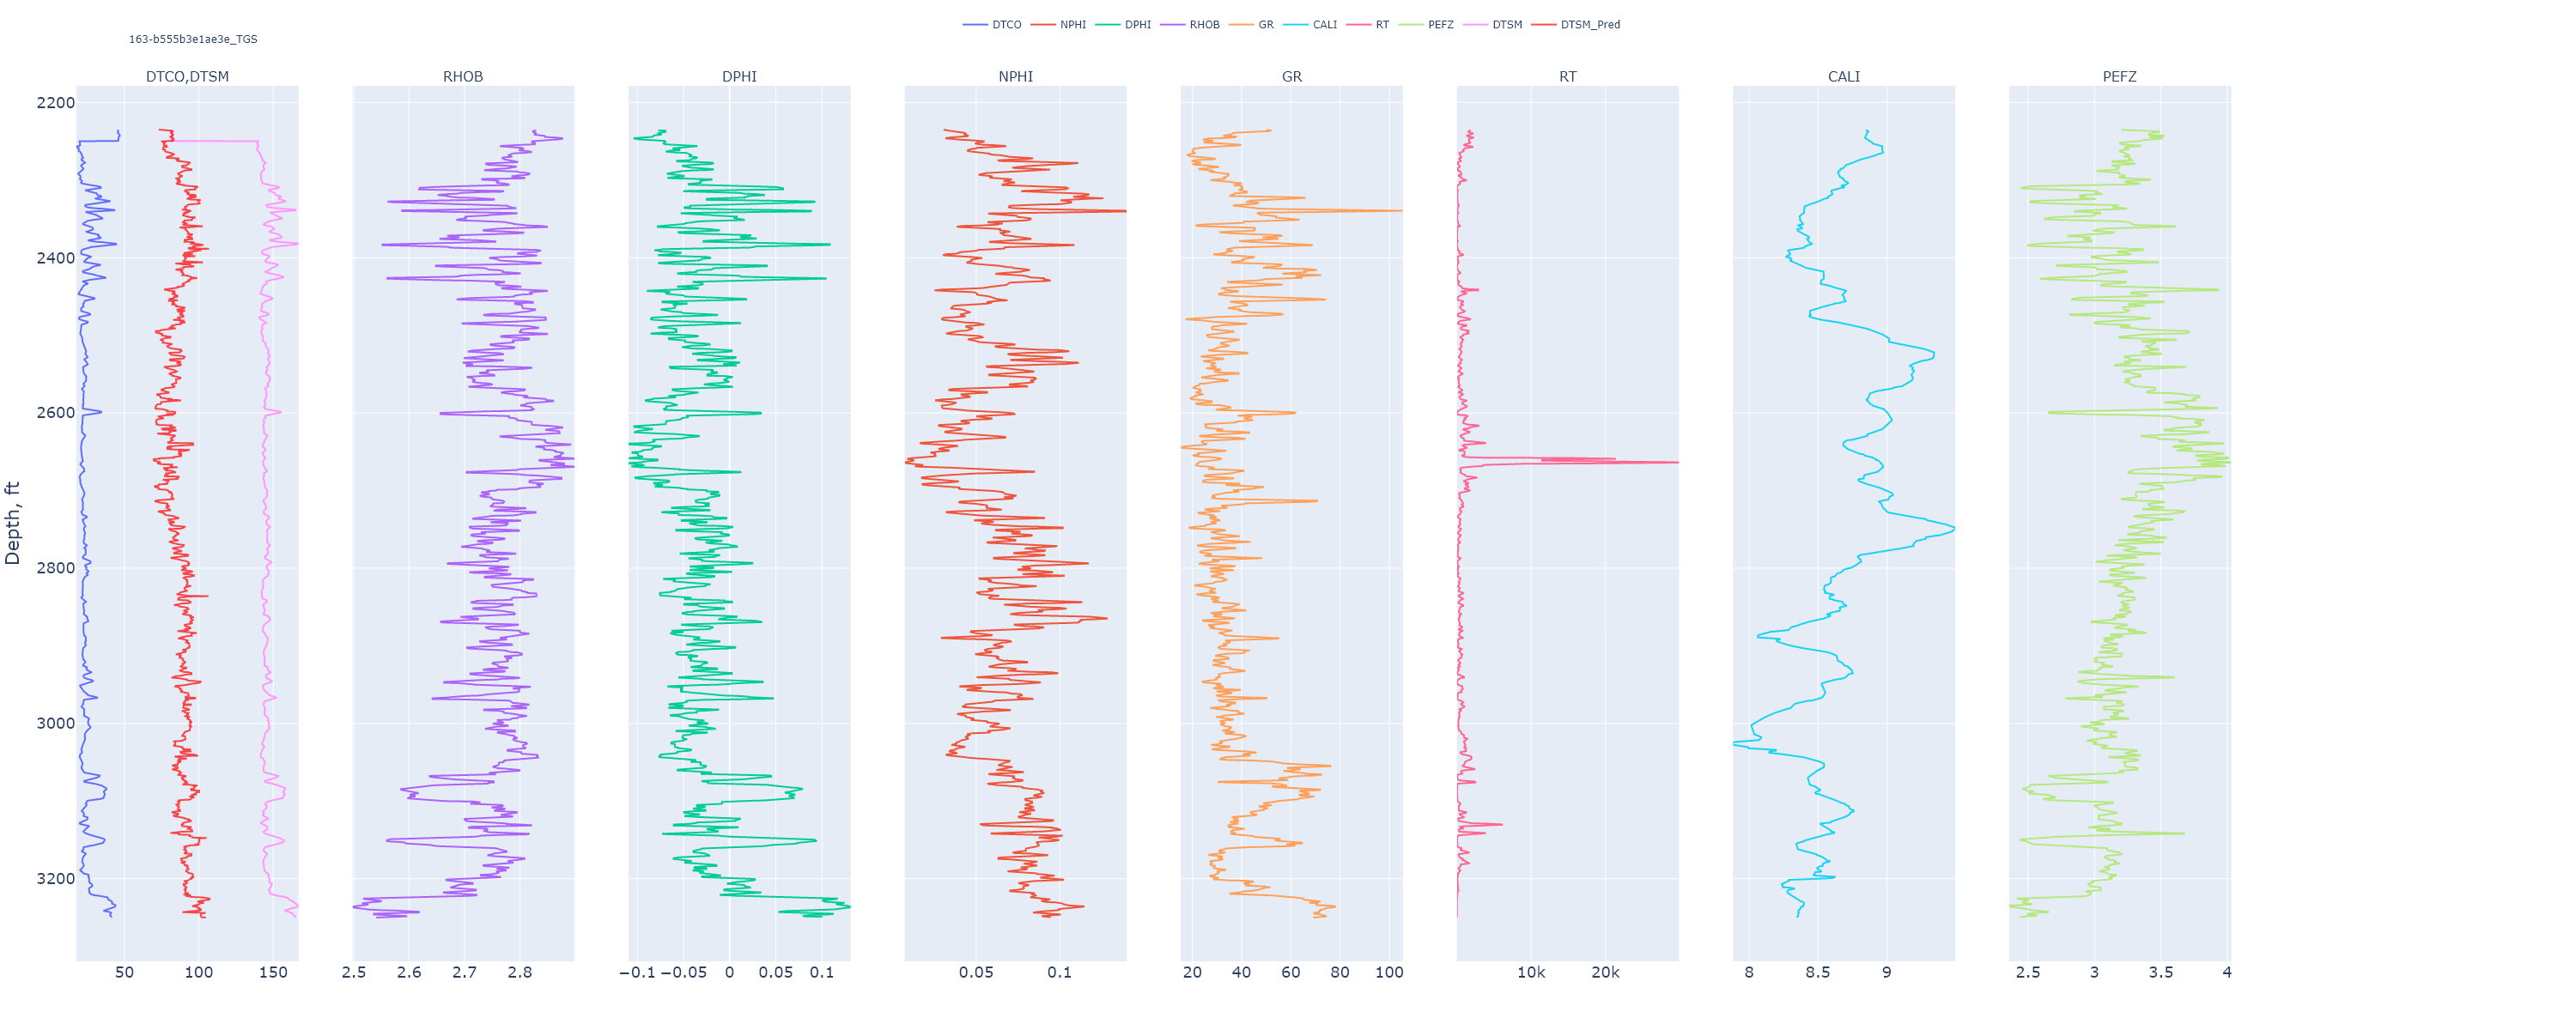 DTCO NPHI DPHI RHOB GR CALI RT PEFZ DTSM DTSM_Pred
163-b555b3e1ae3e_TGS
DTCO,DTSM RHOB DPHI NPHI GR RT CALI PEFZ
2200
2400
2600
2800
3000
3200
Depth, ft
50 100 150 2.5 2.6 2.7 2.8 −0.1 −0.05 0 0.05 0.1 0.05 0.1 20 40 60 80 100 10k 20k 8 8.5 9 2.5 3 3.5 4